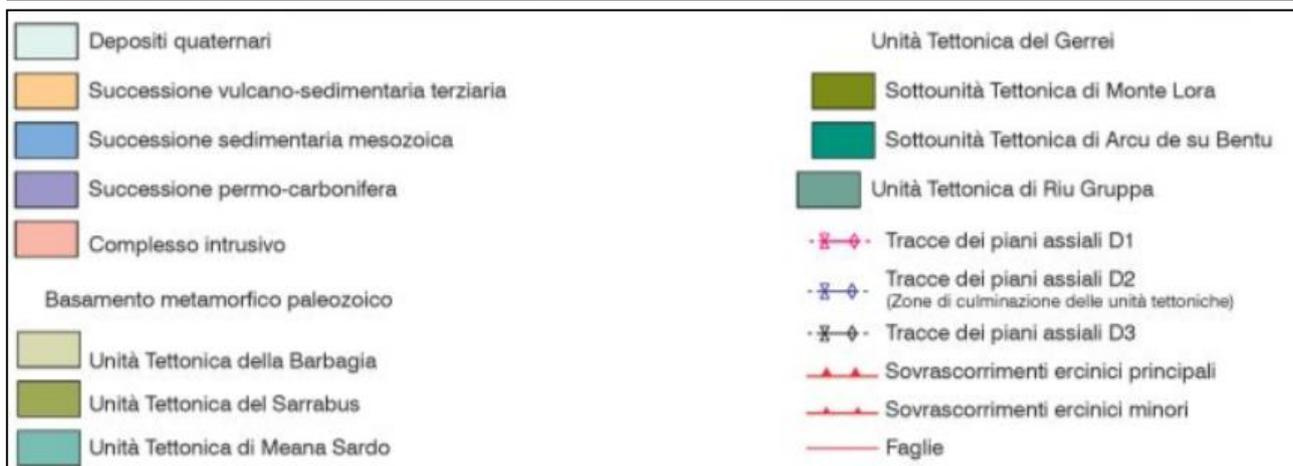 Depositi quaternari
Successione vulcano-sedimentaria terziaria
Successione sedimentaria mesozoica
Successione permo-carbonifera
Complesso intrusivo
Basamento metamorfico paleozoico
Unità Tettonica della Barbagia
Unità Tettonica del Sarrabus
Unità Tettonica di Meana Sardo
Unità Tettonica del Gerrei
Sottounità Tettonica di Monte Lora
Sottounità Tettonica di Arcu de su Bentu
Unità Tettonica di Riu Gruppa
Tracce dei piani assiali D1
Tracce dei piani assiali D2
(Zone di culminazione delle unità tettoniche)
Tracce dei piani assiali D3
Sovrascorrimenti ercinici principali
Sovrascorrimenti ercinici minori
Faglie